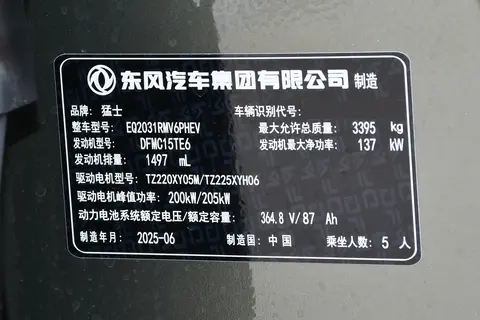 东风汽车集团有限公司 制造
品牌: 猛士 车辆识别代号:
整车型号: EQ2031RMV6PHEV 最大允许总质量: 3395 kg
发动机型号: DFMC15TE6 发动机最大净功率: 137 kW
发动机排量: 1497 mL
驱动电机型号: TZ220XY05M/TZ225XYH06
驱动电机峰值功率: 200kW/205kW
动力电池系统额定电压/额定容量: 364.8 V/87 Ah
制造年月: 2025-06 制造国: 中国 乘坐人数: 5 人